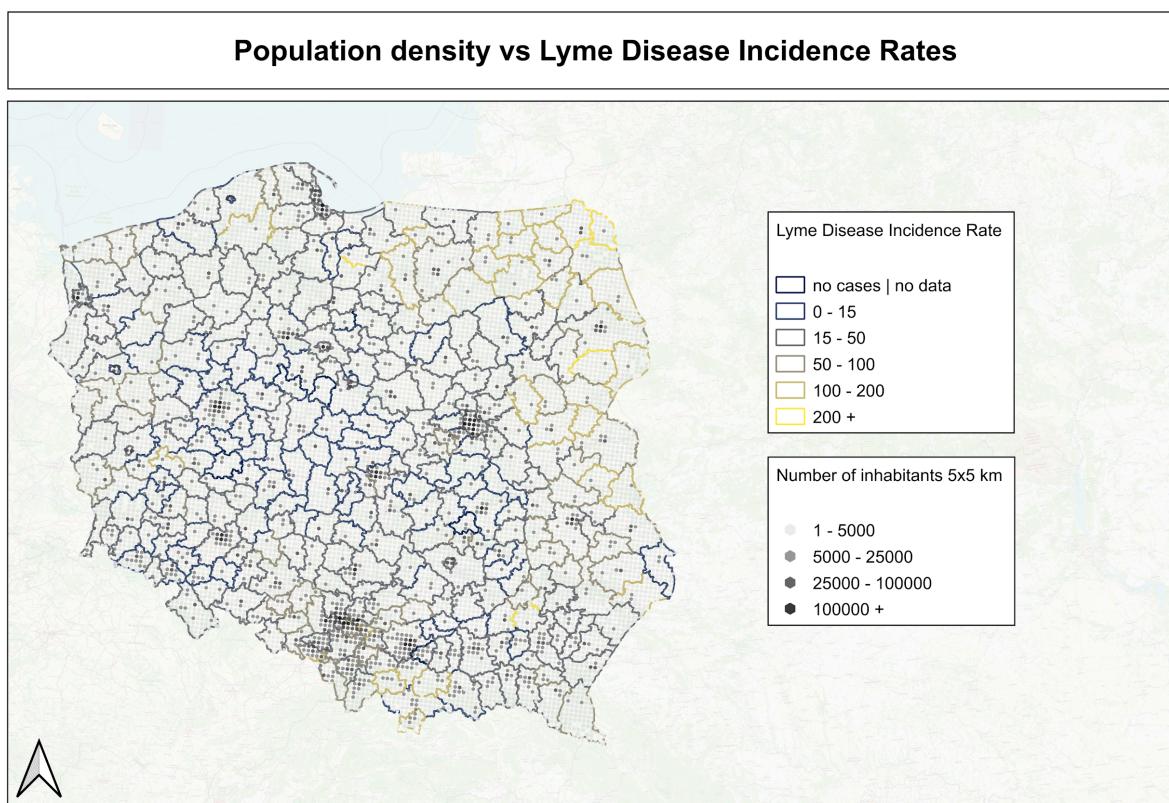 Population density vs Lyme Disease Incidence Rates
Lyme Disease Incidence Rate
no cases | no data
0 - 15
15 - 50
50 - 100
100 - 200
200 +
Number of inhabitants 5x5 km
1 - 5000
5000 - 25000
25000 - 100000
100000 +